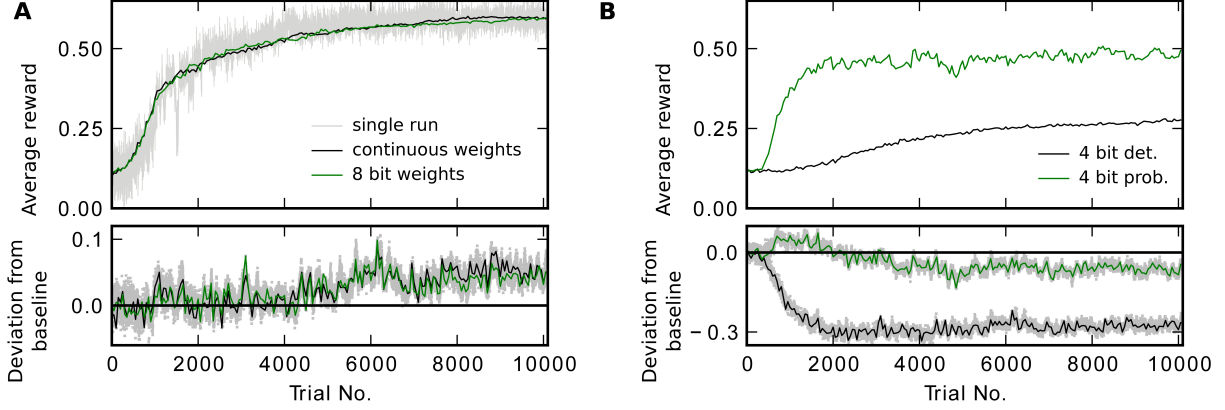 A
Average reward
0.50
0.25
0.00
single run
continuous weights
8 bit weights
Deviation from
baseline
0.1
0.0
0 2000 4000 6000 8000 10000
Trial No.
B
Average reward
0.50
0.25
0.00
4 bit det.
4 bit prob.
Deviation from
baseline
0.0
−0.3
0 2000 4000 6000 8000 10000
Trial No.